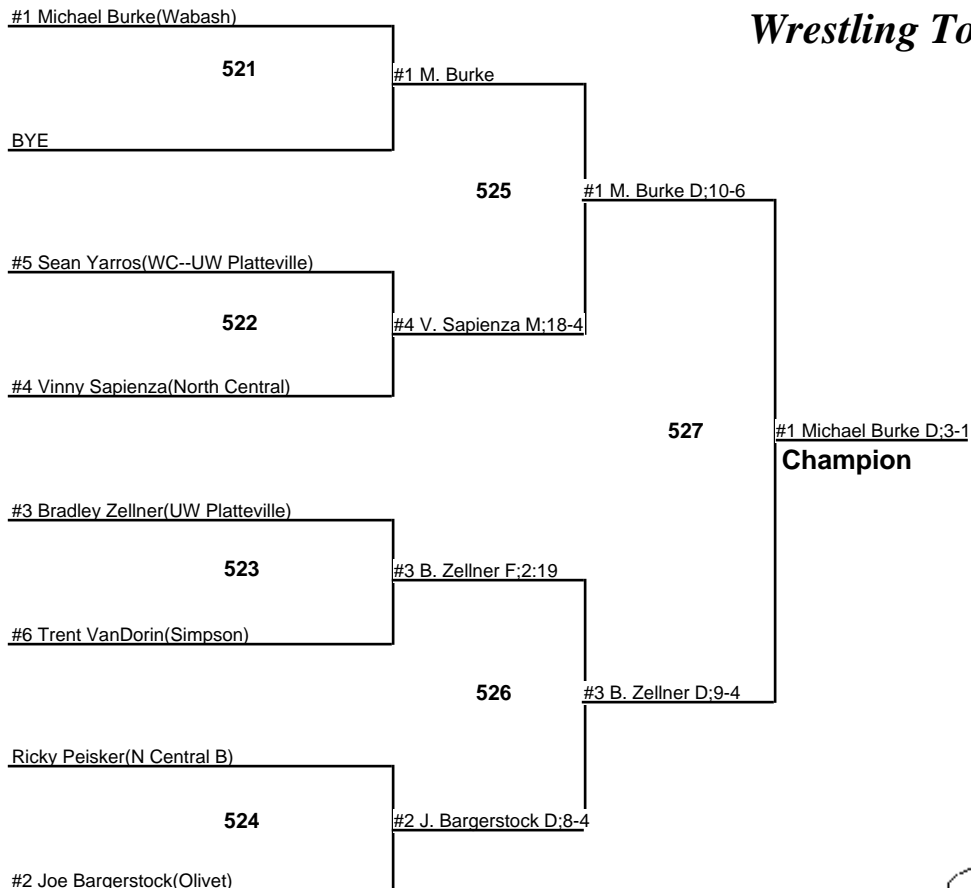 #1 Michael Burke(Wabash)
Wrestling To
521
#1 M. Burke
BYE
525
#1 M. Burke D;10-6
#5 Sean Yarros(WC--UW Platteville)
522
#4 V. Sapienza M;18-4
#4 Vinny Sapienza(North Central)
527
#1 Michael Burke D;3-1
Champion
#3 Bradley Zellner(UW Platteville)
523
#3 B. Zellner F;2:19
#6 Trent VanDorin(Simpson)
526
#3 B. Zellner D;9-4
Ricky Peisker(N Central B)
524
#2 J. Bargerstock D;8-4
#2 Joe Bargerstock(Olivet)